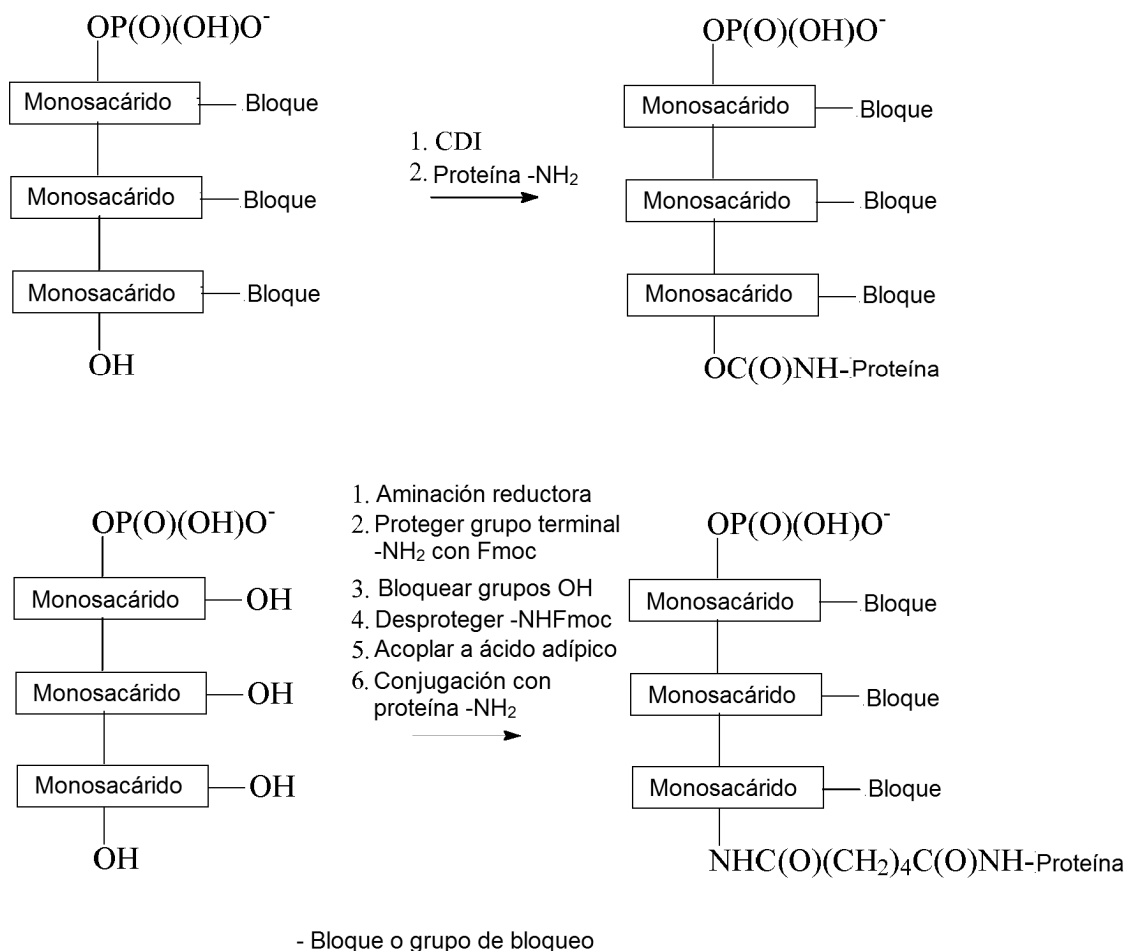 OP(O)(OH)O⁻
Monosacárido
Bloque
Monosacárido
Bloque
Monosacárido
Bloque
OH
1. CDI
2. Proteína -NH₂
OP(O)(OH)O⁻
Monosacárido
Bloque
Monosacárido
Bloque
Monosacárido
Bloque
OC(O)NH-Proteína
OP(O)(OH)O⁻
Monosacárido
OH
Monosacárido
OH
Monosacárido
OH
OH
1. Aminación reductora
2. Proteger grupo terminal
-NH₂ con Fmoc
3. Bloquear grupos OH
4. Desproteger -NHFmoc
5. Acoplar a ácido adípico
6. Conjugación con
proteína -NH₂
OP(O)(OH)O⁻
Monosacárido
Bloque
Monosacárido
Bloque
Monosacárido
Bloque
NHC(O)(CH₂)₄C(O)NH-Proteína
- Bloque o grupo de bloqueo